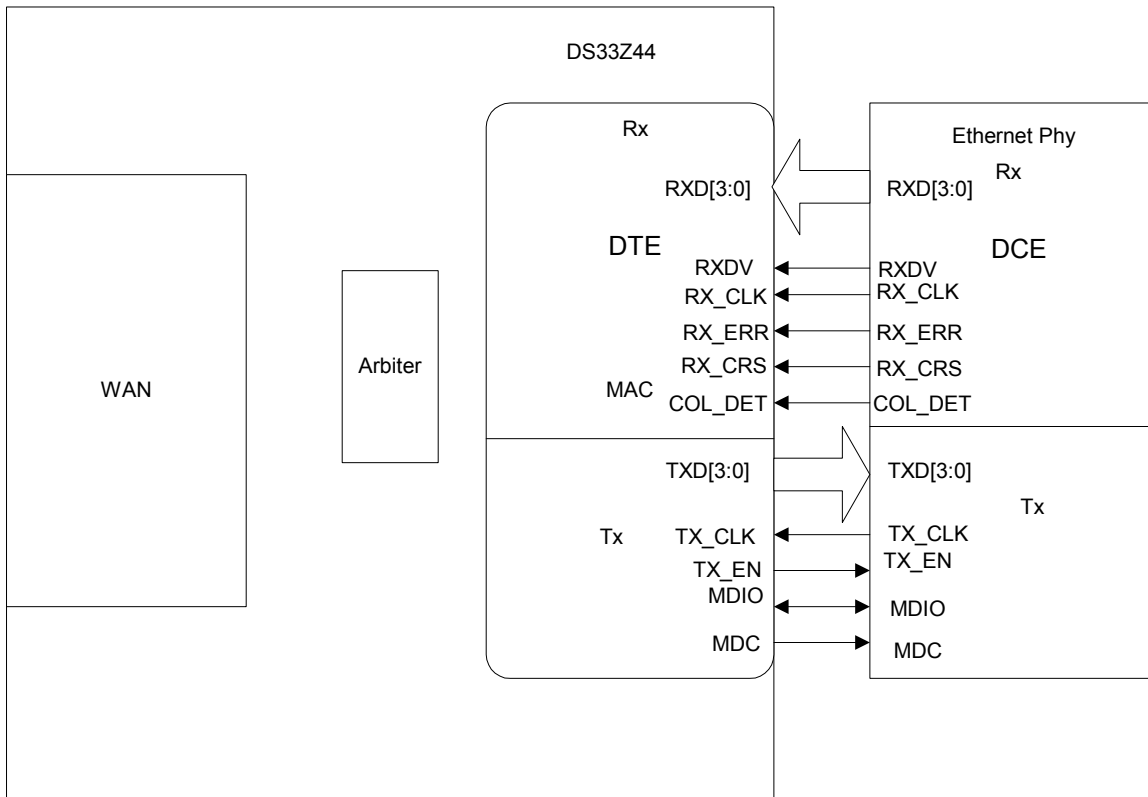 DS33Z44
Rx
Ethernet Phy
Rx
RXD[3:0]
RXD[3:0]
DTE
DCE
RXDV
RXDV
RX_CLK
RX_CLK
RX_ERR
RX_ERR
Arbiter
RX_CRS
RX_CRS
WAN
MAC
COL_DET
COL_DET
TXD[3:0]
TXD[3:0]
Tx
Tx
TX_CLK
TX_CLK
TX_EN
TX_EN
MDIO
MDIO
MDC
MDC